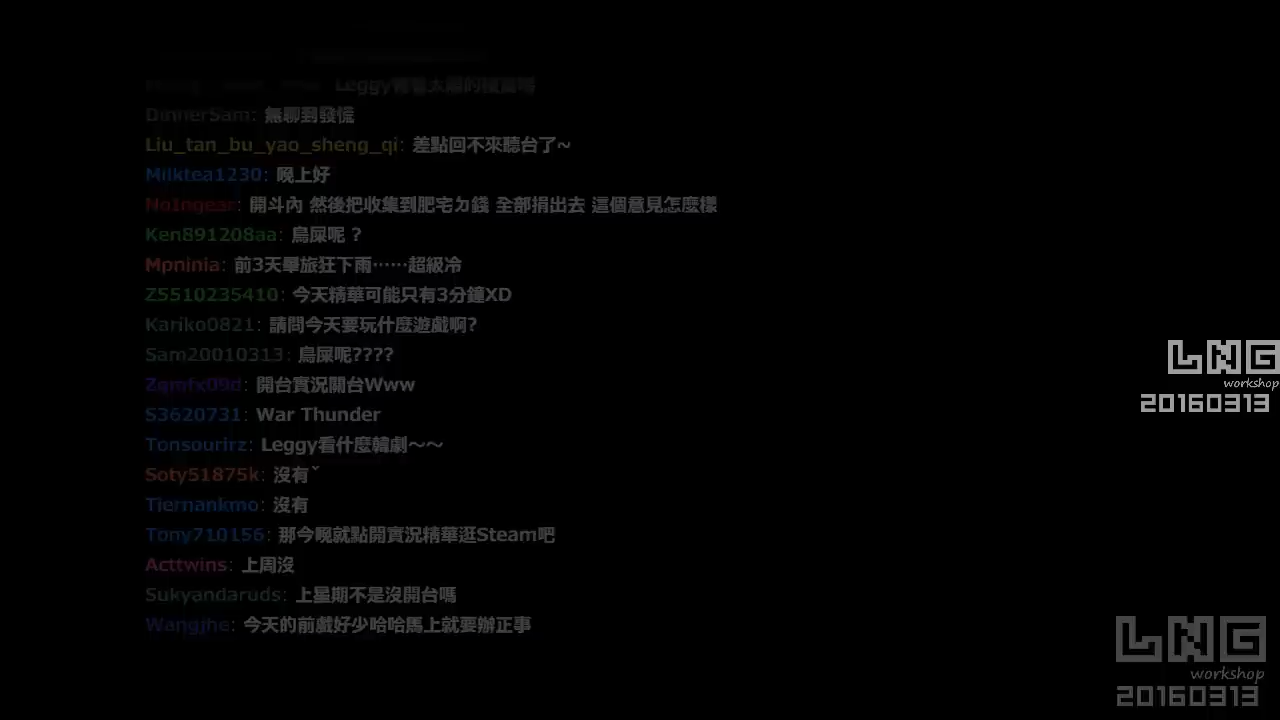 DinnerSam: 無聊到發慌
Liu_tan_bu_yao_sheng_qi: 差點回不來聽台了~
Milktea1230: 晚上好
No1ngear: 開斗內 然後把收集到肥宅ㄉ錢 全部捐出去 這個意見怎麼樣
Ken891208aa: 鳥屎呢 ?
Mpninia: 前3天畢旅狂下雨……超級冷
Z5510235410: 今天精華可能只有3分鐘XD
Kariko0821: 請問今天要玩什麼遊戲啊?
Sam20010313: 鳥屎呢????
Zqmfx09d: 開台實況關台Www
S3620731: War Thunder
Tonsourirz: Leggy看什麼韓劇～～
Soty51875k: 沒有ˇ
Tiernankmo: 沒有
Tony710156: 那今晚就點開實況精華逛Steam吧
Acttwins: 上周沒
Sukyandaruds: 上星期不是沒開台嗎
Wangjhe: 今天的前戲好少哈哈馬上就要辦正事
LNG
workshop
20160313
LNG
workshop
20160313